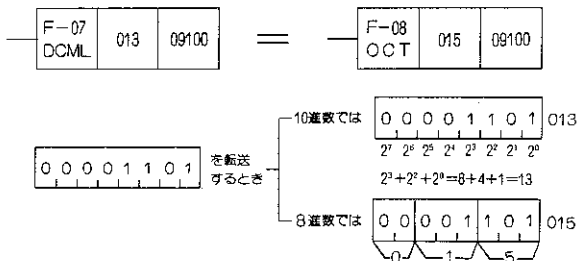 F-07 DCML 013 09100 = F-08 OCT 015 09100
10進数では 0 0 0 0 1 1 0 1 013
2⁷ 2⁶ 2⁵ 2⁴ 2³ 2² 2¹ 2⁰
2³+2²+2⁰=8+4+1=13
0 0 0 0 1 1 0 1 を転送するとき
8進数では 0 0 0 0 1 1 0 1 015
0 1 5